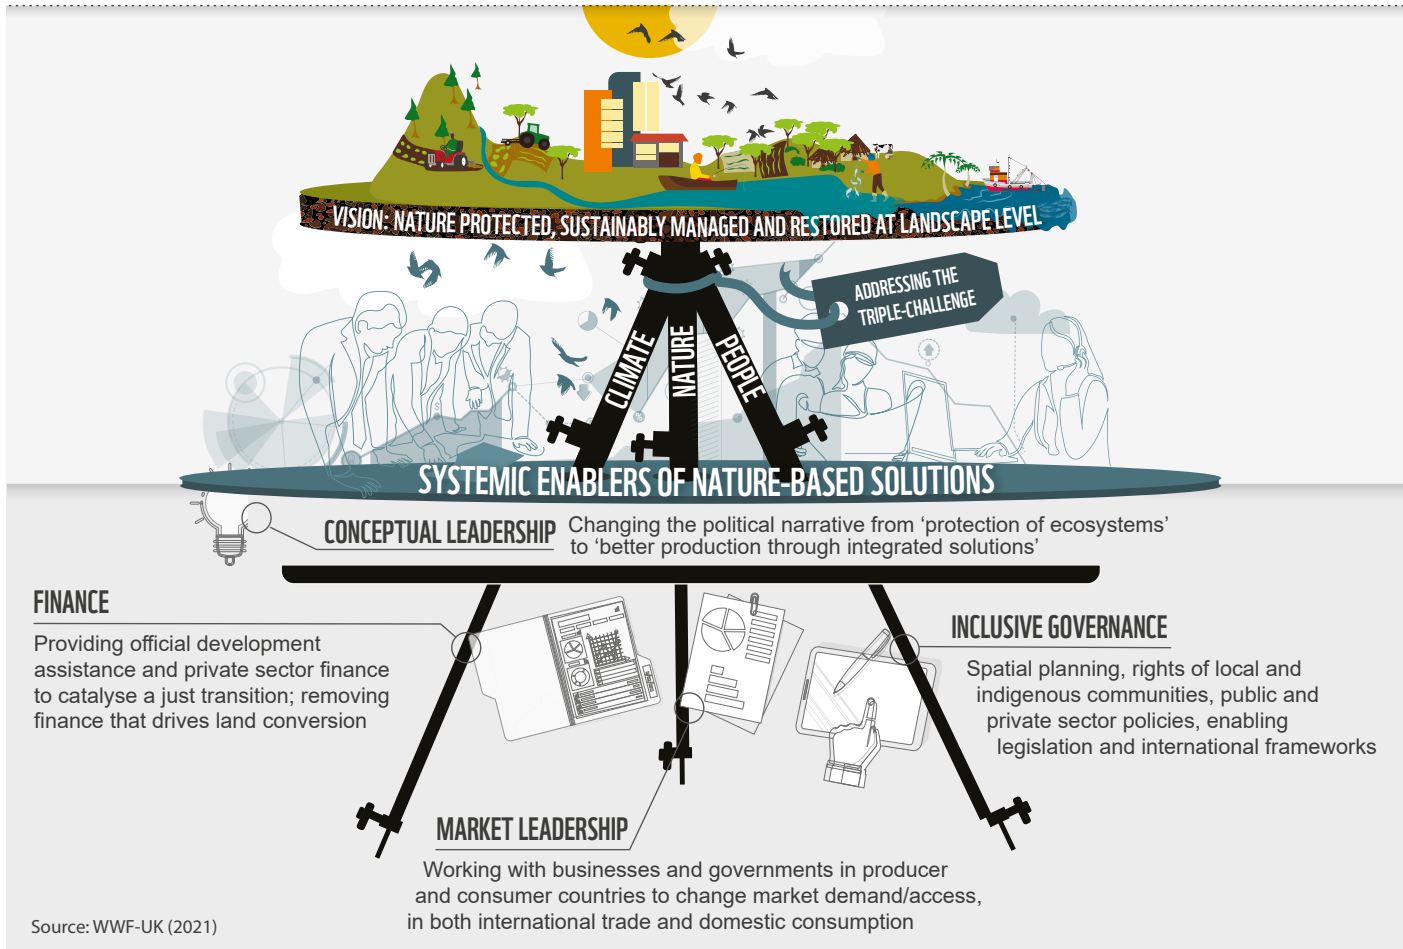 VISION: NATURE PROTECTED, SUSTAINABLY MANAGED AND RESTORED AT LANDSCAPE LEVEL
ADDRESSING THE
TRIPLE-CHALLENGE
CLIMATE
NATURE
PEOPLE
SYSTEMIC ENABLERS OF NATURE-BASED SOLUTIONS
CONCEPTUAL LEADERSHIP
Changing the political narrative from ‘protection of ecosystems’
to ‘better production through integrated solutions’
FINANCE
Providing official development
assistance and private sector finance
to catalyse a just transition; removing
finance that drives land conversion
INCLUSIVE GOVERNANCE
Spatial planning, rights of local and
indigenous communities, public and
private sector policies, enabling
legislation and international frameworks
MARKET LEADERSHIP
Working with businesses and governments in producer
and consumer countries to change market demand/access,
in both international trade and domestic consumption
Source: WWF-UK (2021)